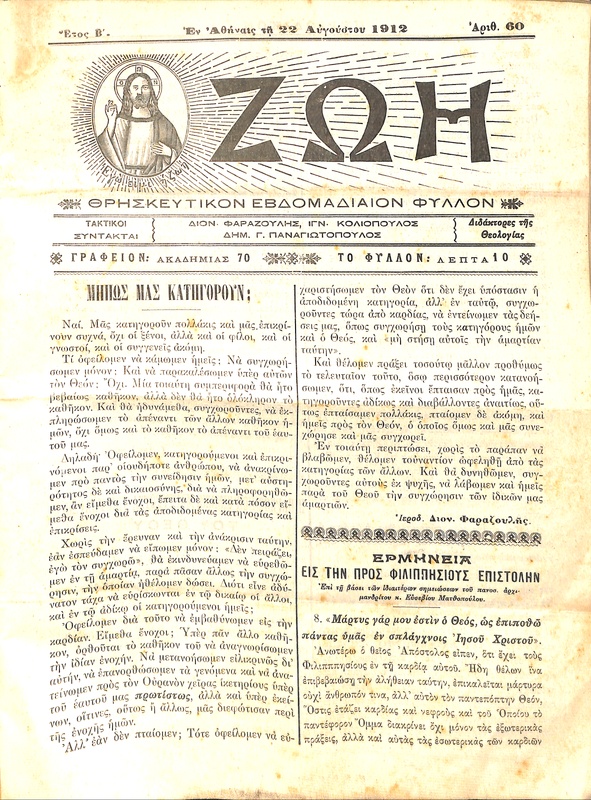 Ἔτος Β΄.
Ἐν Ἀθήναις τῇ 22 Αὐγούστου 1912
Ἀριθ. 60
ΖΩΗ
Ἐγώ εἰμι ἡ ζωή
ΘΡΗΣΚΕΥΤΙΚΟΝ ΕΒΔΟΜΑΔΙΑΙΟΝ ΦΥΛΛΟΝ
ΤΑΚΤΙΚΟΙ
ΣΥΝΤΑΚΤΑΙ
ΔΙΟΝ. ΦΑΡΑΖΟΥΛΗΣ, ΙΓΝ. ΚΟΛΙΟΠΟΥΛΟΣ
ΔΗΜ. Γ. ΠΑΝΑΓΙΩΤΟΠΟΥΛΟΣ
Διδάκτορες τῆς
Θεολογίας
ΓΡΑΦΕΙΟΝ: ΑΚΑΔΗΜΙΑΣ 70
ΤΟ ΦΥΛΛΟΝ: ΛΕΠΤΑ 10
ΜΗΠΩΣ ΜΑΣ ΚΑΤΗΓΟΡΟΥΝ;
Ναί. Μᾶς κατηγοροῦν πολλάκις καὶ μᾶς ἐπικρί-
νουν συχνά, ὄχι οἱ ξένοι, ἀλλὰ καὶ οἱ φίλοι, καὶ οἱ
γνωστοί, καὶ οἱ συγγενεῖς ἀκόμη.
Τί ὀφείλομεν νὰ κάμωμεν ἡμεῖς; Νὰ συγχωρή-
σωμεν μόνον; Καὶ νὰ παρακαλέσωμεν ὑπὲρ αὐτῶν
τὸν Θεόν; Ὄχι. Μία τοιαύτη συμπεριφορὰ θὰ ἦτο
βεβαίως καθῆκον, ἀλλὰ δὲν θὰ ἦτο ὁλόκληρον τὸ
καθῆκον. Καὶ θὰ ἠδυνάμεθα, συγχωροῦντες, νὰ ἐκ-
πληρώσωμεν τὸ ἀπέναντι τῶν ἄλλων καθῆκον ἡ-
μῶν, ὄχι ὅμως καὶ τὸ καθῆκον τὸ ἀπέναντι τοῦ ἑαυ-
τοῦ μας.
Δηλαδὴ Ὀφείλομεν, κατηγορούμενοι καὶ ἐπικρι-
νόμενοι παρ᾽ οἱουδήποτε ἀνθρώπου, νὰ ἀνακρίνω-
μεν πρὸ παντὸς τὴν συνείδησιν ἡμῶν, μετ᾽ αὐστη-
ρότητος δὲ καὶ δικαιοσύνης, διὰ νὰ πληροφορηθῶ-
μεν, ἂν εἴμεθα ἔνοχοι, ἔπειτα δὲ καὶ κατὰ πόσον εἴ-
μεθα ἔνοχοι διὰ τὰς ἀποδιδομένας κατηγορίας καὶ
ἐπικρίσεις.
Χωρὶς τὴν ἔρευναν καὶ τὴν ἀνάκρισιν ταύτην,
ἐὰν ἐσπεύδαμεν νὰ εἴπωμεν μόνον: «Δὲν πειράζει,
ἐγὼ τὸν συγχωρῶ», θὰ ἐκινδυνεύαμεν νὰ εὑρεθῶ-
μεν ἐν τῇ ἁμαρτίᾳ, παρὰ πᾶσαν ἄλλως τὴν συγχώ-
ρησιν, τὴν ὁποίαν ἠθέλομεν δώσει. Διότι εἶνε ἀδύ-
νατον τάχα νὰ εὑρίσκωνται ἐν τῷ δικαίῳ οἱ ἄλλοι,
καὶ ἐν τῷ ἀδίκῳ οἱ κατηγορούμενοι ἡμεῖς;
Ὀφείλομεν διὰ τοῦτο νὰ ἐμβαθύνωμεν εἰς τὴν
καρδίαν. Εἴμεθα ἔνοχοι; Ὑπὲρ πᾶν ἄλλο καθῆ-
κον, ὀρθοῦται τὸ καθῆκον τοῦ νὰ ἀναγνωρίσωμεν
τὴν ἰδίαν ἐνοχήν. Νὰ μετανοήσωμεν εἰλικρινῶς δι᾽
αὐτήν, νὰ ἐπανορθώσωμεν τὰ γενόμενα καὶ νὰ ἀνα-
τείνωμεν πρὸς τὸν Οὐρανὸν χεῖρας ἱκετηρίους ὑπὲρ
τοῦ ἑαυτοῦ μας πρωτίστως, ἀλλὰ καὶ ὑπὲρ ἐκεί-
νων, οἵτινες, οὕτως ἢ ἄλλως, μᾶς διεφώτισαν περὶ
τῆς ἐνοχῆς ἡμῶν.
Ἀλλ᾽ ἐὰν δὲν πταίομεν; Τότε ὀφείλομεν νὰ εὐ-
χαριστήσωμεν τὸν Θεὸν ὅτι δὲν ἔχει ὑπόστασιν ἡ
ἀποδιδομένη κατηγορία, ἀλλ᾽ ἐν ταὐτῷ, συγχω-
ροῦντες τώρα ἀπὸ καρδίας, νὰ ἐντείνωμεν τὰς δεή-
σεις μας, ὅπως συγχωρήσῃ τοὺς κατηγόρους ἡμῶν
καὶ ὁ Θεός, καὶ «μὴ στήσῃ αὐτοῖς τὴν ἁμαρτίαν
ταύτην».
Καὶ θέλομεν πράξει τοσούτῳ μᾶλλον προθύμως
τὸ τελευταῖον τοῦτο, ὅσῳ περισσότερον κατανοή-
σωμεν, ὅτι, ὅπως ἐκεῖνοι ἔπταισαν πρὸς ἡμᾶς, κα-
τηγοροῦντες ἀδίκως καὶ διαβάλλοντες ἀναιτίως, οὕ-
τως ἐπταίσαμεν πολλάκις, πταίομεν δὲ ἀκόμη, καὶ
ἡμεῖς πρὸς τὸν Θεόν, ὁ ὁποῖος ὅμως καὶ μᾶς συνε-
χώρησε καὶ μᾶς συγχωρεῖ.
Ἐν τοιαύτῃ περιπτώσει, χωρὶς τὸ παράπαν νὰ
βλαβῶμεν, θέλομεν τοὐναντίον ὠφεληθῆ ἀπὸ τὰς
κατηγορίας τῶν ἄλλων. Καὶ θὰ δυνηθῶμεν, συγ-
χωροῦντες αὐτοὺς ἐκ ψυχῆς, νὰ λάβωμεν καὶ ἡμεῖς
παρὰ τοῦ Θεοῦ τὴν συγχώρησιν τῶν ἰδικῶν μας
ἁμαρτιῶν.
Ἱεροδ. Διον. Φαραζουλῆς.
ΕΡΜΗΝΕΙΑ
ΕΙΣ ΤΗΝ ΠΡΟΣ ΦΙΛΙΠΠΗΣΙΟΥΣ ΕΠΙΣΤΟΛΗΝ
Ἐπὶ τῇ βάσει τῶν ἰδιαιτέρων σημειώσεων τοῦ πανοσ. ἀρχι-
μανδρίτου κ. Εὐσεβίου Ματθοπούλου.
8. «Μάρτυς γάρ μου ἐστὶν ὁ Θεός, ὡς ἐπιποθῶ
πάντας ὑμᾶς ἐν σπλάγχνοις Ἰησοῦ Χριστοῦ».
Ἀνωτέρω ὁ θεῖος Ἀπόστολος εἶπεν, ὅτι ἔχει τοὺς
Φιλιππησίους ἐν τῇ καρδίᾳ αὐτοῦ. Ἤδη θέλων ἵνα
ἐπιβεβαιώσῃ τὴν ἀλήθειαν ταύτην, ἐπικαλεῖται μάρτυρα
οὐχὶ ἄνθρωπόν τινα, ἀλλ᾽ αὐτὸν τὸν παντεπόπτην Θεόν,
Ὅστις ἐτάζει καρδίας καὶ νεφροὺς καὶ τοῦ Ὁποίου τὸ
παντέφορον Ὄμμα διακρίνει ὄχι μόνον τὰς ἐξωτερικὰς
πράξεις, ἀλλὰ καὶ αὐτὰς τὰς ἐσωτερικὰς τῶν καρδιῶν